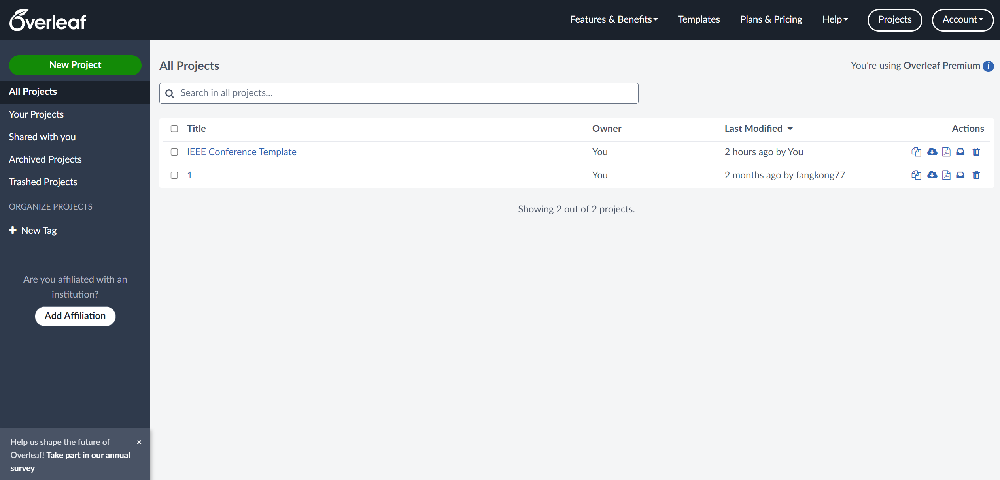 Overleaf
Features & Benefits
Templates
Plans & Pricing
Help
Projects
Account
New Project
All Projects
Your Projects
Shared with you
Archived Projects
Trashed Projects
ORGANIZE PROJECTS
New Tag
Are you affiliated with an
institution?
Add Affiliation
Help us shape the future of
Overleaf! Take part in our annual
survey
All Projects
You're using Overleaf Premium
Search in all projects...
Title Owner Last Modified Actions
IEEE Conference Template You 2 hours ago by You
1 You 2 months ago by fangkong77
Showing 2 out of 2 projects.